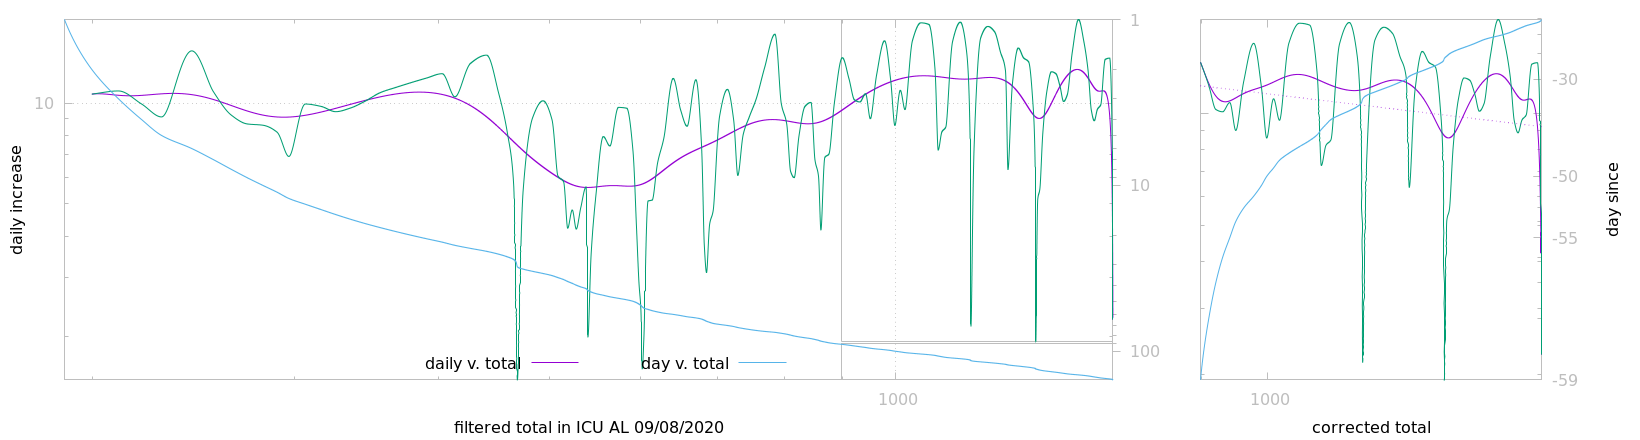 daily increase
10
daily v. total
day v. total
1
10
100
1000
filtered total in ICU AL 09/08/2020
-30
-50
-55
-59
day since
1000
corrected total